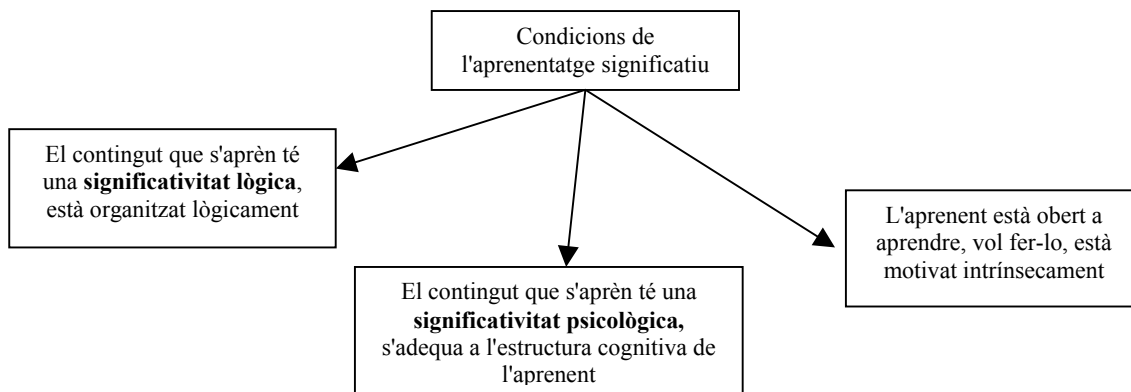 Condicions de
l'aprenentatge significatiu
El contingut que s'aprèn té
una significativitat lògica,
està organitzat lògicament
El contingut que s'aprèn té una
significativitat psicològica,
s'adequa a l'estructura cognitiva de
l'aprenent
L'aprenent està obert a
aprendre, vol fer-lo, està
motivat intrínsecament